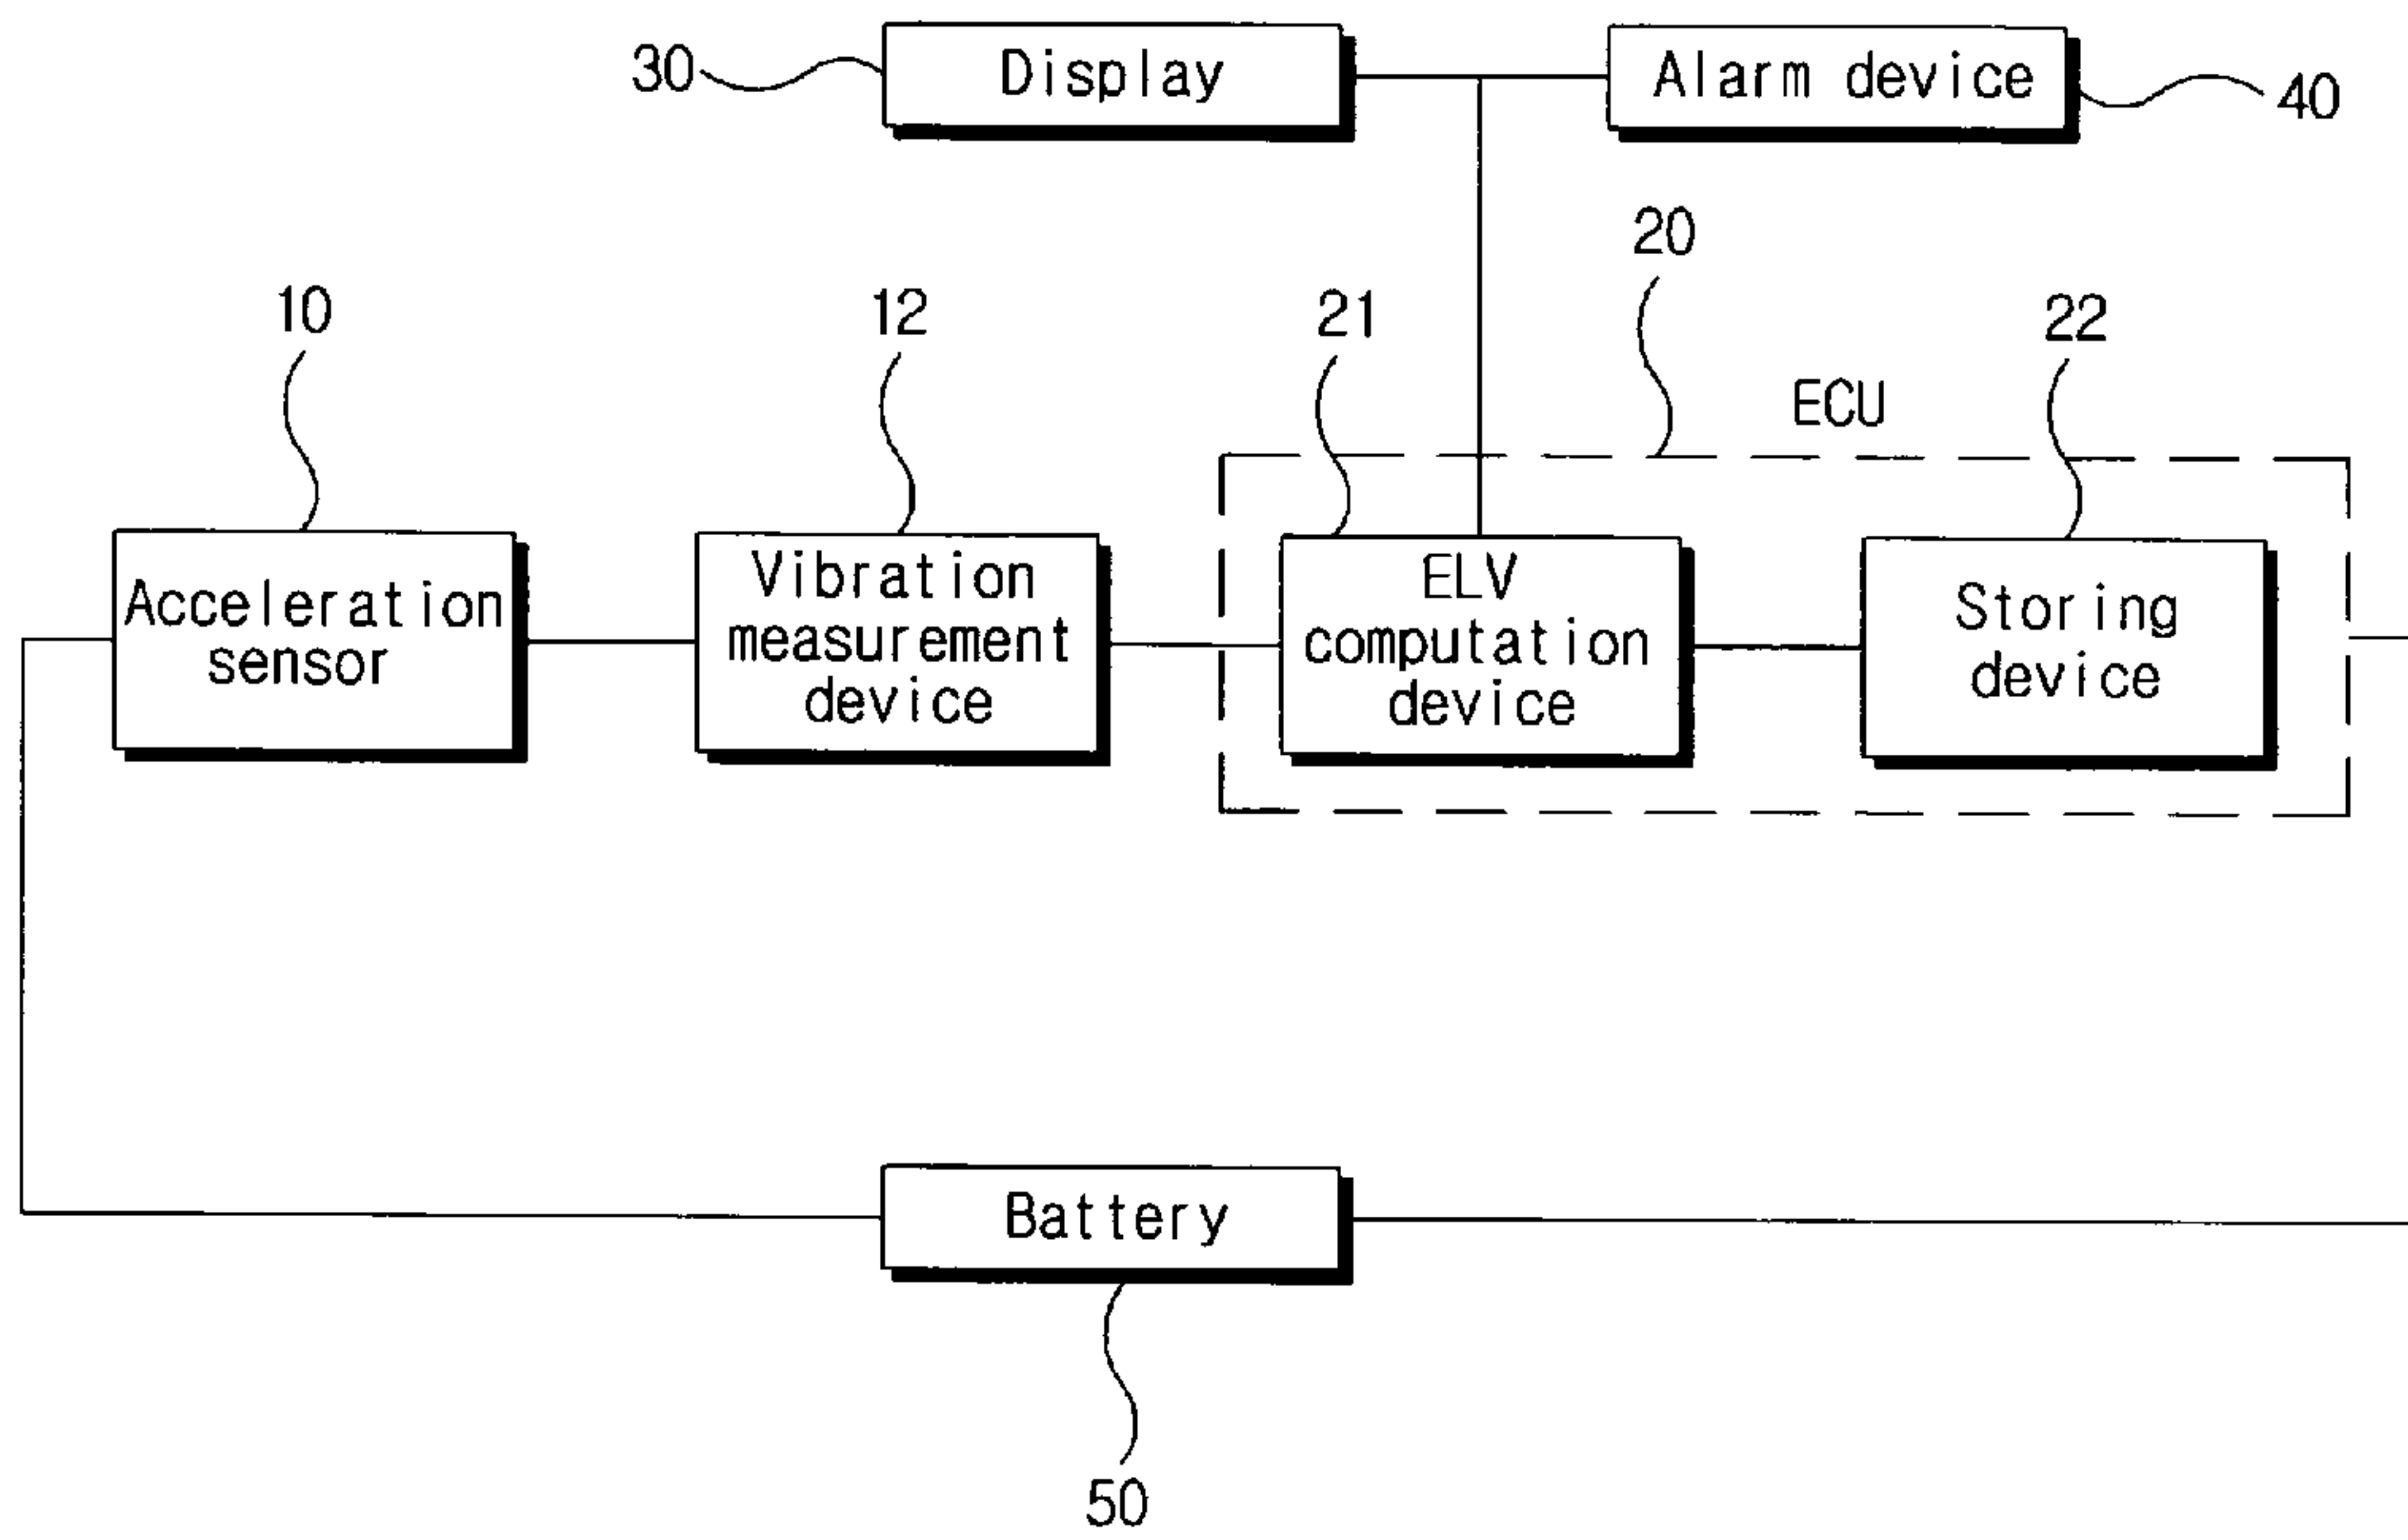 30
Display
Alarm device
40
20
10
12
21
22
ECU
Acceleration
sensor
Vibration
measurement
device
ELV
computation
device
Storing
device
Battery
50